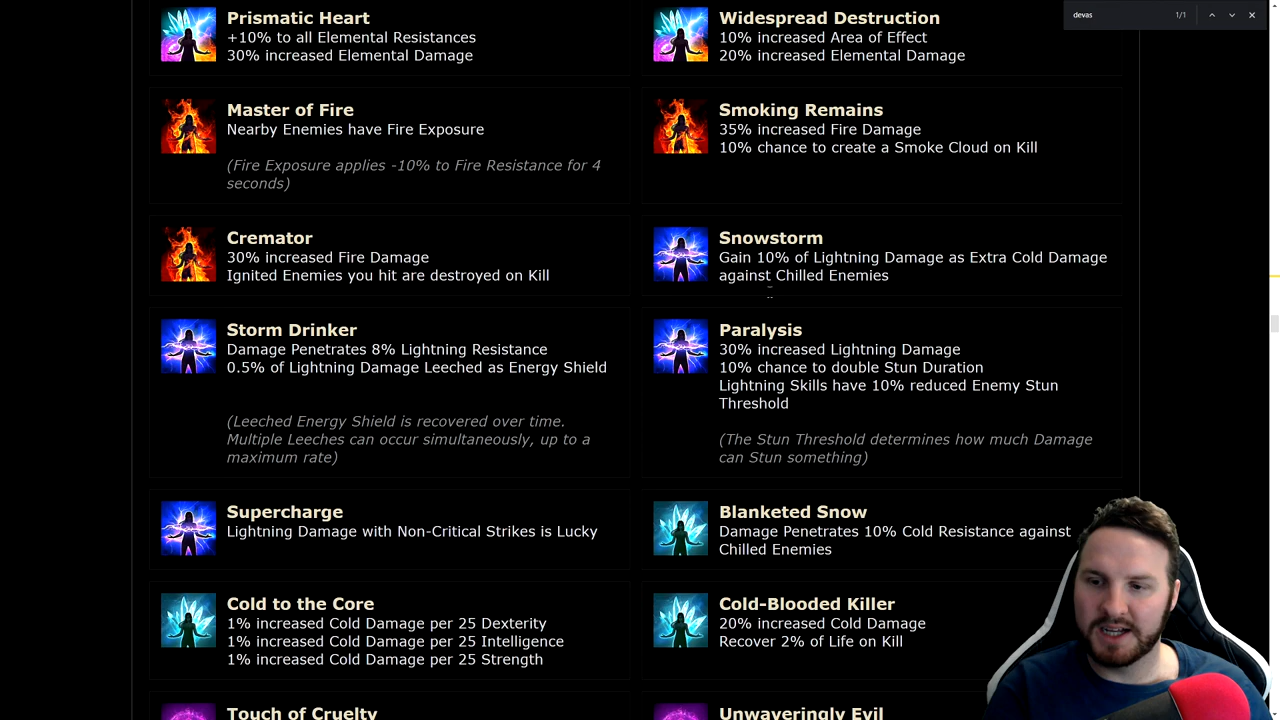 devas
1/1
Prismatic Heart
+10% to all Elemental Resistances
30% increased Elemental Damage
Widespread Destruction
10% increased Area of Effect
20% increased Elemental Damage
Master of Fire
Nearby Enemies have Fire Exposure
(Fire Exposure applies -10% to Fire Resistance for 4
seconds)
Smoking Remains
35% increased Fire Damage
10% chance to create a Smoke Cloud on Kill
Cremator
30% increased Fire Damage
Ignited Enemies you hit are destroyed on Kill
Snowstorm
Gain 10% of Lightning Damage as Extra Cold Damage
against Chilled Enemies
Storm Drinker
Damage Penetrates 8% Lightning Resistance
0.5% of Lightning Damage Leeched as Energy Shield
(Leeched Energy Shield is recovered over time.
Multiple Leeches can occur simultaneously, up to a
maximum rate)
Paralysis
30% increased Lightning Damage
10% chance to double Stun Duration
Lightning Skills have 10% reduced Enemy Stun
Threshold
(The Stun Threshold determines how much Damage
can Stun something)
Supercharge
Lightning Damage with Non-Critical Strikes is Lucky
Blanketed Snow
Damage Penetrates 10% Cold Resistance against
Chilled Enemies
Cold to the Core
1% increased Cold Damage per 25 Dexterity
1% increased Cold Damage per 25 Intelligence
1% increased Cold Damage per 25 Strength
Cold-Blooded Killer
20% increased Cold Damage
Recover 2% of Life on Kill
Touch of Cruelty
Unwaveringly Evil